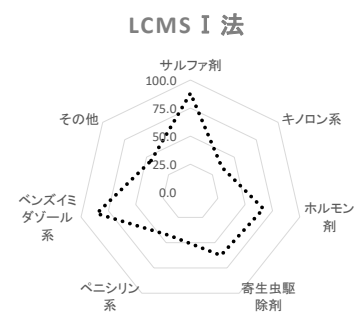 LCMS Ⅰ 法
サルファ剤
100.0
75.0
50.0
25.0
0.0
キノロン系
ホルモン
剤
寄生虫駆
除剤
ペニシリン
系
ベンズイミ
ダゾール
系
その他